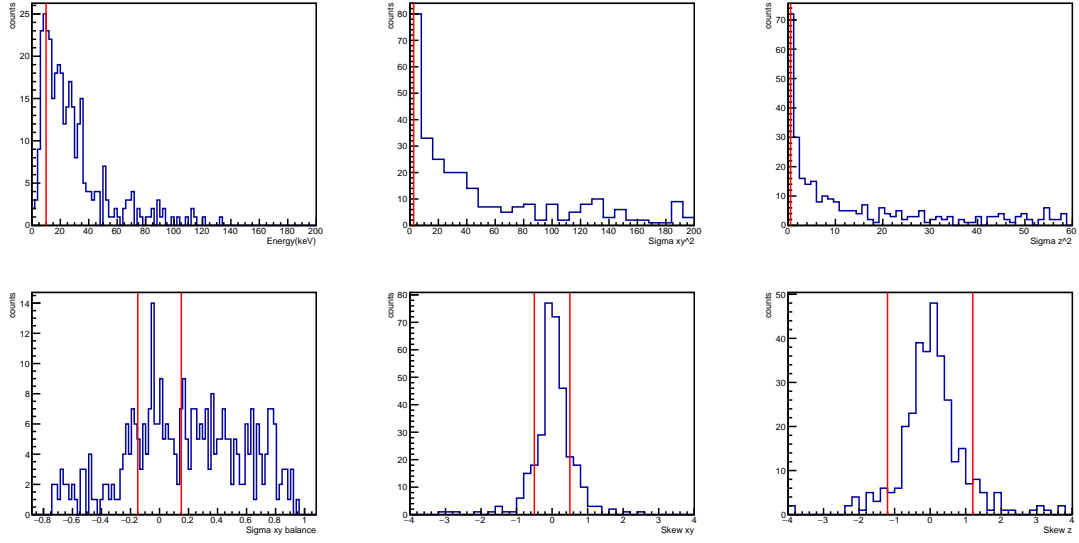 counts
25
20
15
10
5
0
0 20 40 60 80 100 120 140 160 180 200
Energy(keV)
counts
80
70
60
50
40
30
20
10
0
0 20 40 60 80 100 120 140 160 180 200
Sigma xy^2
counts
70
60
50
40
30
20
10
0
0 10 20 30 40 50 60
Sigma z^2
counts
14
12
10
8
6
4
2
0
−0.8 −0.6 −0.4 −0.2 0 0.2 0.4 0.6 0.8 1
Sigma xy balance
counts
80
70
60
50
40
30
20
10
0
−4 −3 −2 −1 0 1 2 3 4
Skew xy
counts
50
40
30
20
10
0
−4 −3 −2 −1 0 1 2 3 4
Skew z